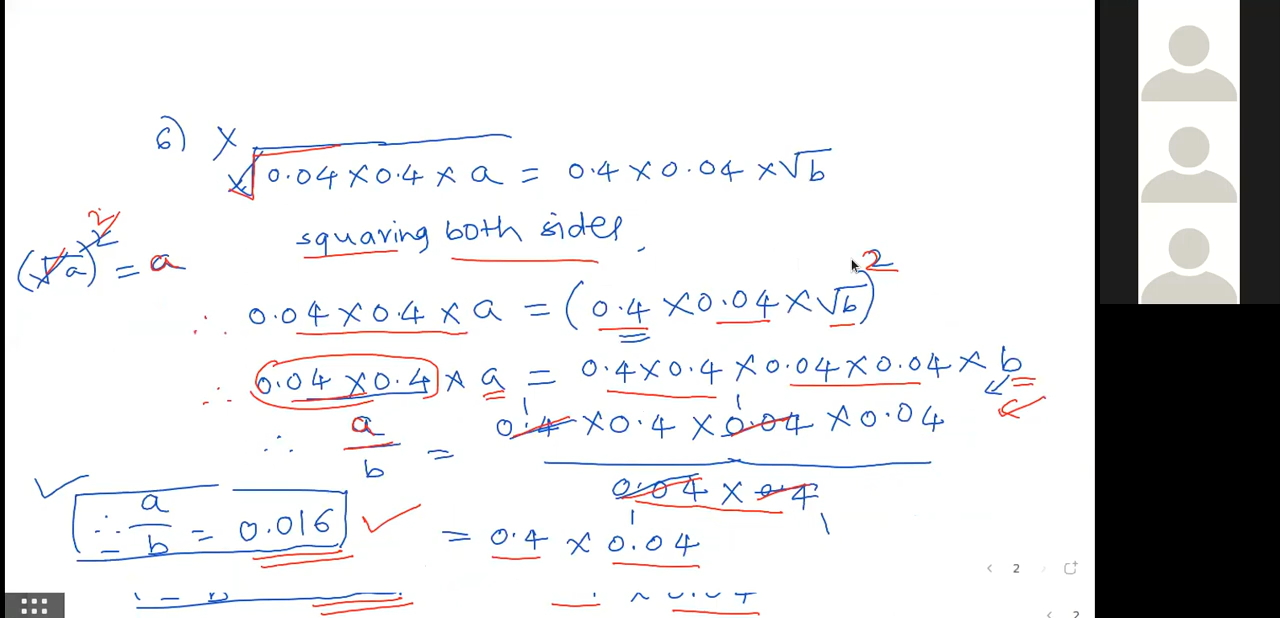 6) √(0.04 × 0.4 × a) = 0.4 × 0.04 × √b
squaring both sides,
(√a)² = a
∴ 0.04 × 0.4 × a = (0.4 × 0.04 × √b)²
∴ 0.04 × 0.4 × a = 0.4 × 0.4 × 0.04 × 0.04 × b
∴ a/b = (0.4 × 0.4 × 0.04 × 0.04) / (0.04 × 0.4)
= 0.4 × 0.04
∴ a/b = 0.016
2
2